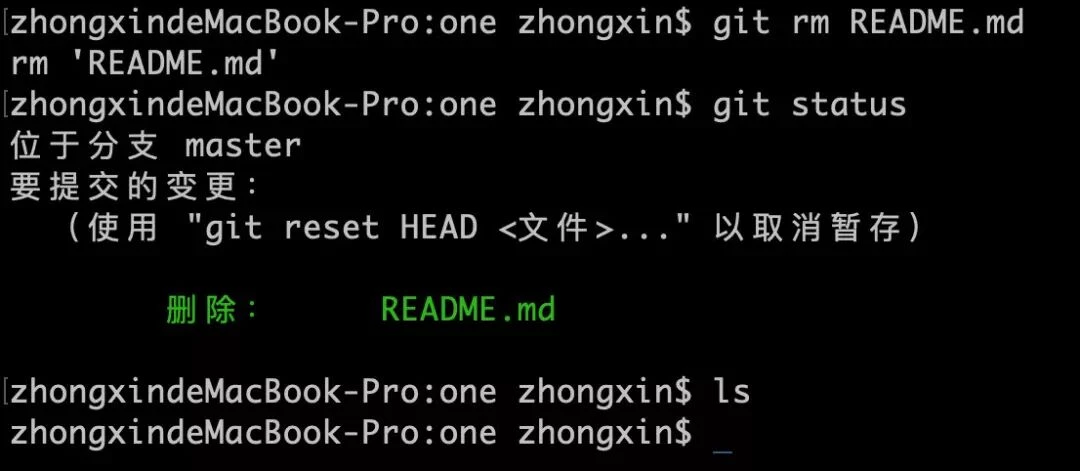 zhongxindeMacBook-Pro:one zhongxin$ git rm README.md
rm 'README.md'
zhongxindeMacBook-Pro:one zhongxin$ git status
位于分支 master
要提交的变更：
（使用 "git reset HEAD <文件>..." 以取消暂存）
删除： README.md
zhongxindeMacBook-Pro:one zhongxin$ ls
zhongxindeMacBook-Pro:one zhongxin$ _